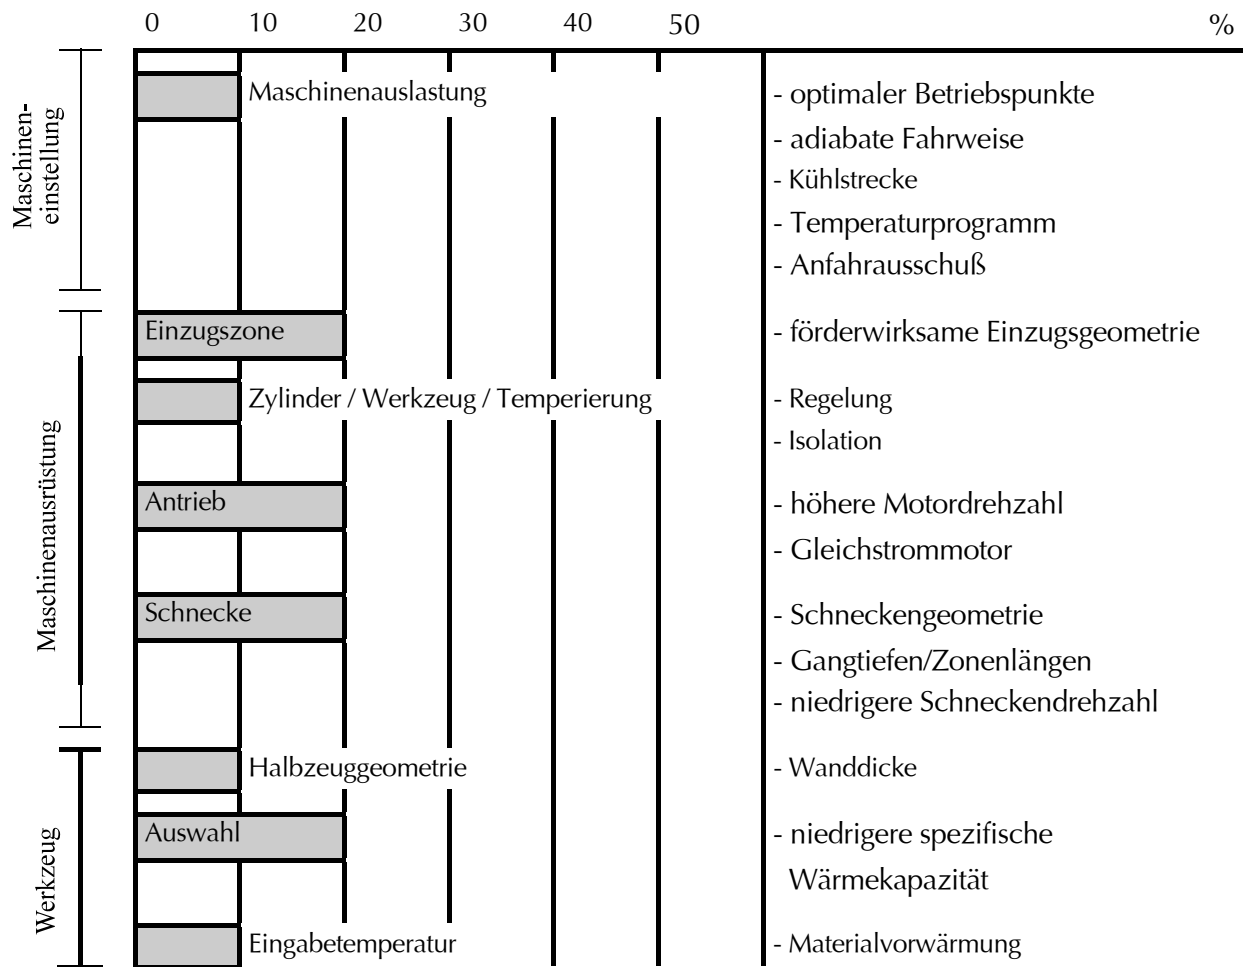 0 10 20 30 40 50 %
Maschinen-
einstellung
Maschinenauslastung
- optimaler Betriebspunkte
- adiabate Fahrweise
- Kühlstrecke
- Temperaturprogramm
- Anfahrausschuß
Maschinenausrüstung
Einzugszone
- förderwirksame Einzugsgeometrie
Zylinder / Werkzeug / Temperierung
- Regelung
- Isolation
Antrieb
- höhere Motordrehzahl
- Gleichstrommotor
Schnecke
- Schneckengeometrie
- Gangtiefen/Zonenlängen
- niedrigere Schneckendrehzahl
Werkzeug
Halbzeuggeometrie
- Wanddicke
Auswahl
- niedrigere spezifische
Wärmekapazität
Eingabetemperatur
- Materialvorwärmung